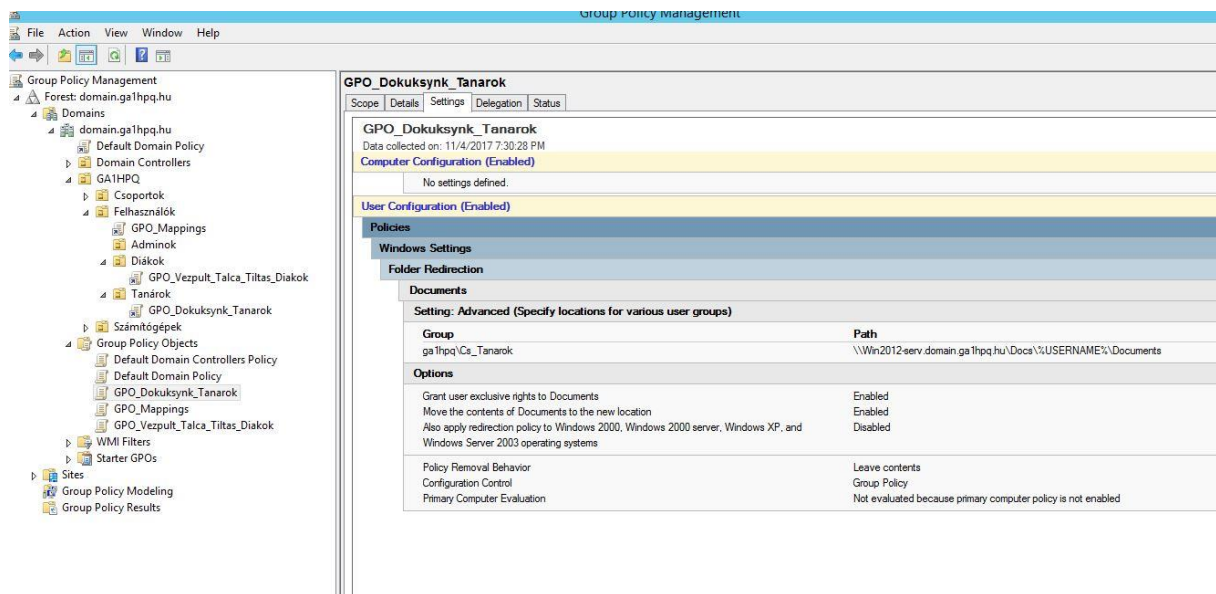 Group Policy Management
File Action View Window Help
Group Policy Management
Forest: domain.ga1hpq.hu
Domains
domain.ga1hpq.hu
Default Domain Policy
Domain Controllers
GA1HPQ
Csoportok
Felhasználók
GPO_Mappings
Adminok
Diákok
GPO_Vezpult_Talca_Tiltas_Diakok
Tanárok
GPO_Dokuksynk_Tanarok
Számítógépek
Group Policy Objects
Default Domain Controllers Policy
Default Domain Policy
GPO_Dokuksynk_Tanarok
GPO_Mappings
GPO_Vezpult_Talca_Tiltas_Diakok
WMI Filters
Starter GPOs
Sites
Group Policy Modeling
Group Policy Results
GPO_Dokuksynk_Tanarok
Scope Details Settings Delegation Status
GPO_Dokuksynk_Tanarok
Data collected on: 11/4/2017 7:30:28 PM
Computer Configuration (Enabled)
No settings defined.
User Configuration (Enabled)
Policies
Windows Settings
Folder Redirection
Documents
Setting: Advanced (Specify locations for various user groups)
Group Path
ga1hpq\Cs_Tanarok \\Win2012-serv.domain.ga1hpq.hu\Docs\%USERNAME%\Documents
Options
Grant user exclusive rights to Documents Enabled
Move the contents of Documents to the new location Enabled
Also apply redirection policy to Windows 2000, Windows 2000 server, Windows XP, and Disabled
Windows Server 2003 operating systems
Policy Removal Behavior Leave contents
Configuration Control Group Policy
Primary Computer Evaluation Not evaluated because primary computer policy is not enabled